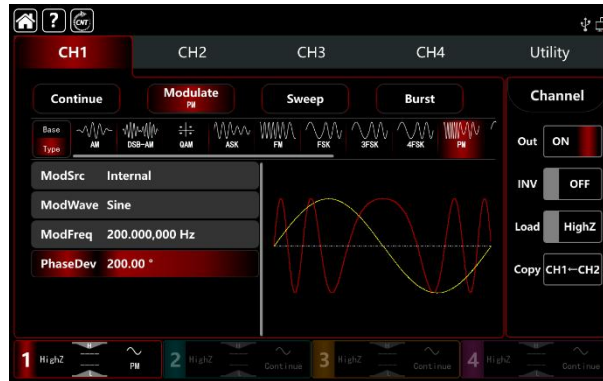 ? CNT
CH1 CH2 CH3 CH4 Utility
Continue Modulate Sweep Burst Channel
PM
Base
Type AM DSB-AM QAM ASK FM FSK 3FSK 4FSK PM
Out ON
ModSrc Internal
ModWave Sine
INV OFF
ModFreq 200.000,000 Hz
Load HighZ
PhaseDev 200.00 °
Copy CH1←CH2
1 HighZ H L PM 2 HighZ Continue 3 HighZ Continue 4 HighZ Continue